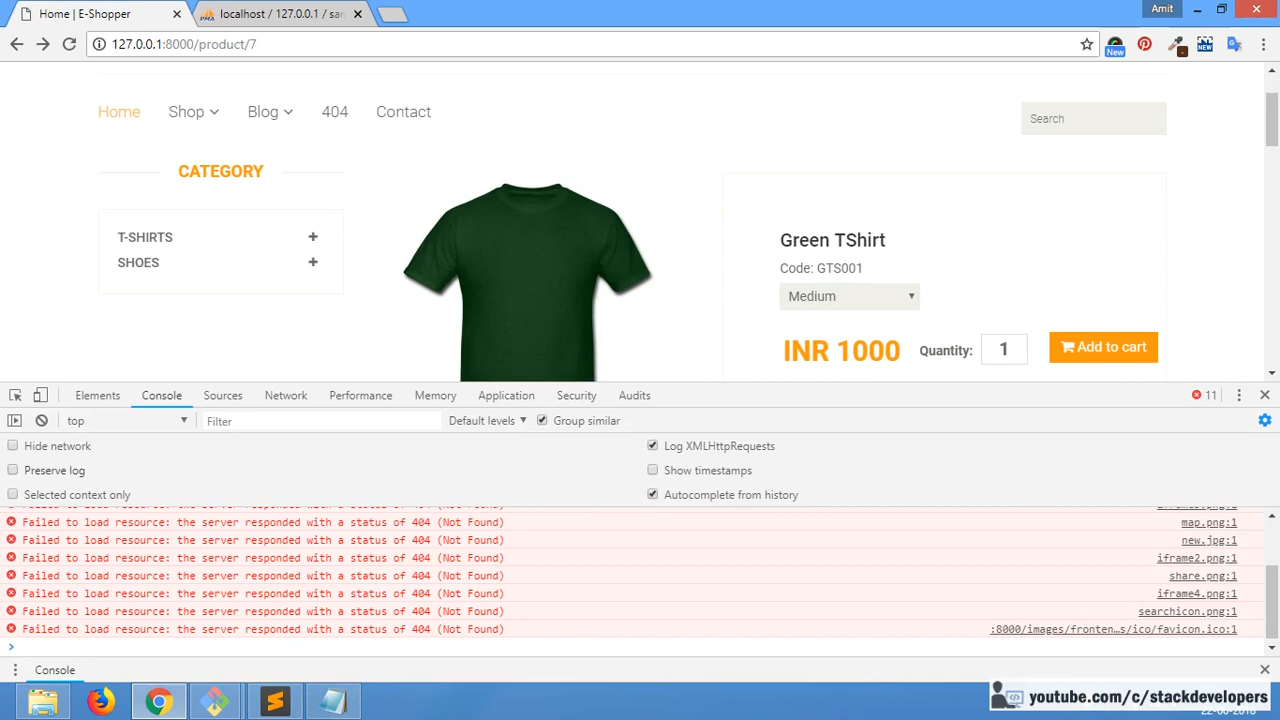 Home | E-Shopper
PMA localhost / 127.0.0.1 / san
Amit
127.0.0.1:8000/product/7
New
NEW
Home Shop Blog 404 Contact
Search
CATEGORY
T-SHIRTS
SHOES
Green TShirt
Code: GTS001
Medium
INR 1000 Quantity: 1 Add to cart
Elements Console Sources Network Performance Memory Application Security Audits 11
top Filter Default levels Group similar
Hide network Log XMLHttpRequests
Preserve log Show timestamps
Selected context only Autocomplete from history
Failed to load resource: the server responded with a status of 404 (Not Found) map.png:1
Failed to load resource: the server responded with a status of 404 (Not Found) new.jpg:1
Failed to load resource: the server responded with a status of 404 (Not Found) iframe2.png:1
Failed to load resource: the server responded with a status of 404 (Not Found) share.png:1
Failed to load resource: the server responded with a status of 404 (Not Found) iframe4.png:1
Failed to load resource: the server responded with a status of 404 (Not Found) searchicon.png:1
Failed to load resource: the server responded with a status of 404 (Not Found) :8000/images/fronten…s/ico/favicon.ico:1
Console
youtube.com/c/stackdevelopers